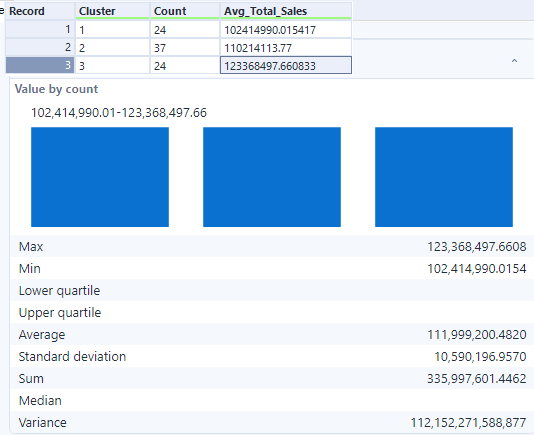 Record Cluster Count Avg_Total_Sales
1 1 24 102414990.015417
2 2 37 110214113.77
3 3 24 123368497.660833
Value by count
102,414,990.01-123,368,497.66
Max 123,368,497.6608
Min 102,414,990.0154
Lower quartile
Upper quartile
Average 111,999,200.4820
Standard deviation 10,590,196.9570
Sum 335,997,601.4462
Median
Variance 112,152,271,588,877